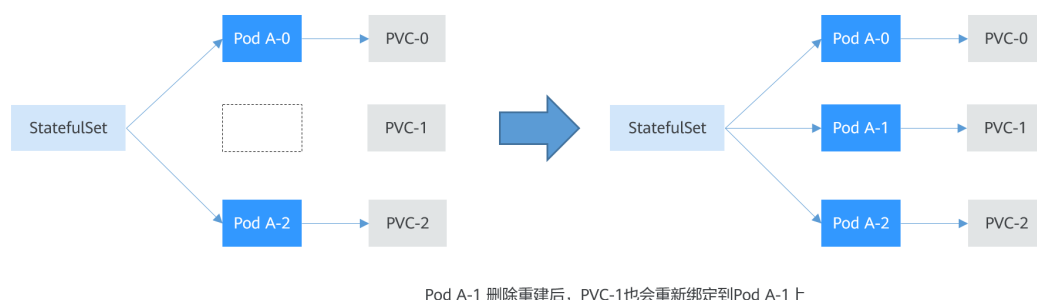 Pod A-0
PVC-0
StatefulSet
PVC-1
Pod A-2
PVC-2
Pod A-0
PVC-0
StatefulSet
Pod A-1
PVC-1
Pod A-2
PVC-2
Pod A-1 删除重建后，PVC-1也会重新绑定到Pod A-1上